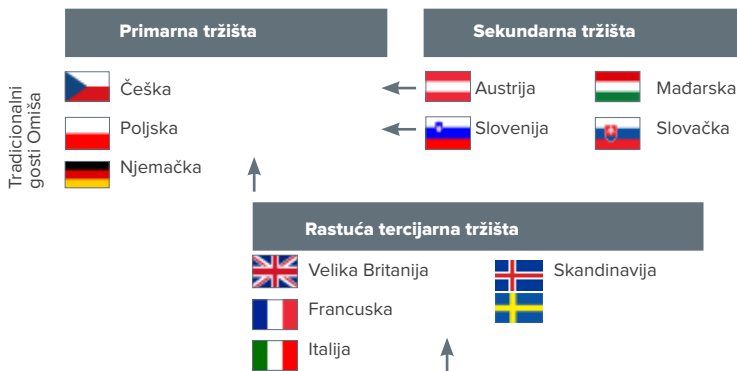 Primarna tržišta
Sekundarna tržišta
Tradicionalni
gosti Omiša
Češka
Poljska
Njemačka
Austrija
Mađarska
Slovenija
Slovačka
Rastuća tercijarna tržišta
Velika Britanija
Skandinavija
Francuska
Italija